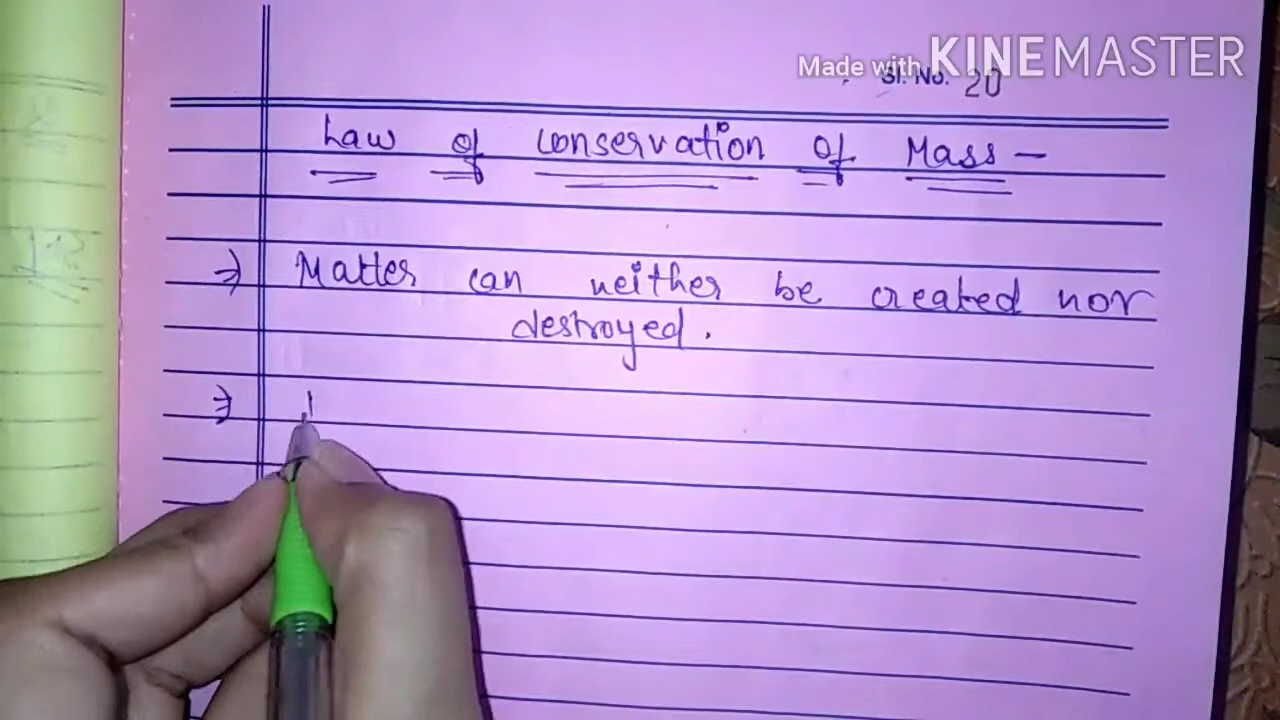 Made with KINEMASTER
Sl. No. 20
Law of conservation of Mass -
⇒ Matter can neither be created nor
destroyed.
⇒